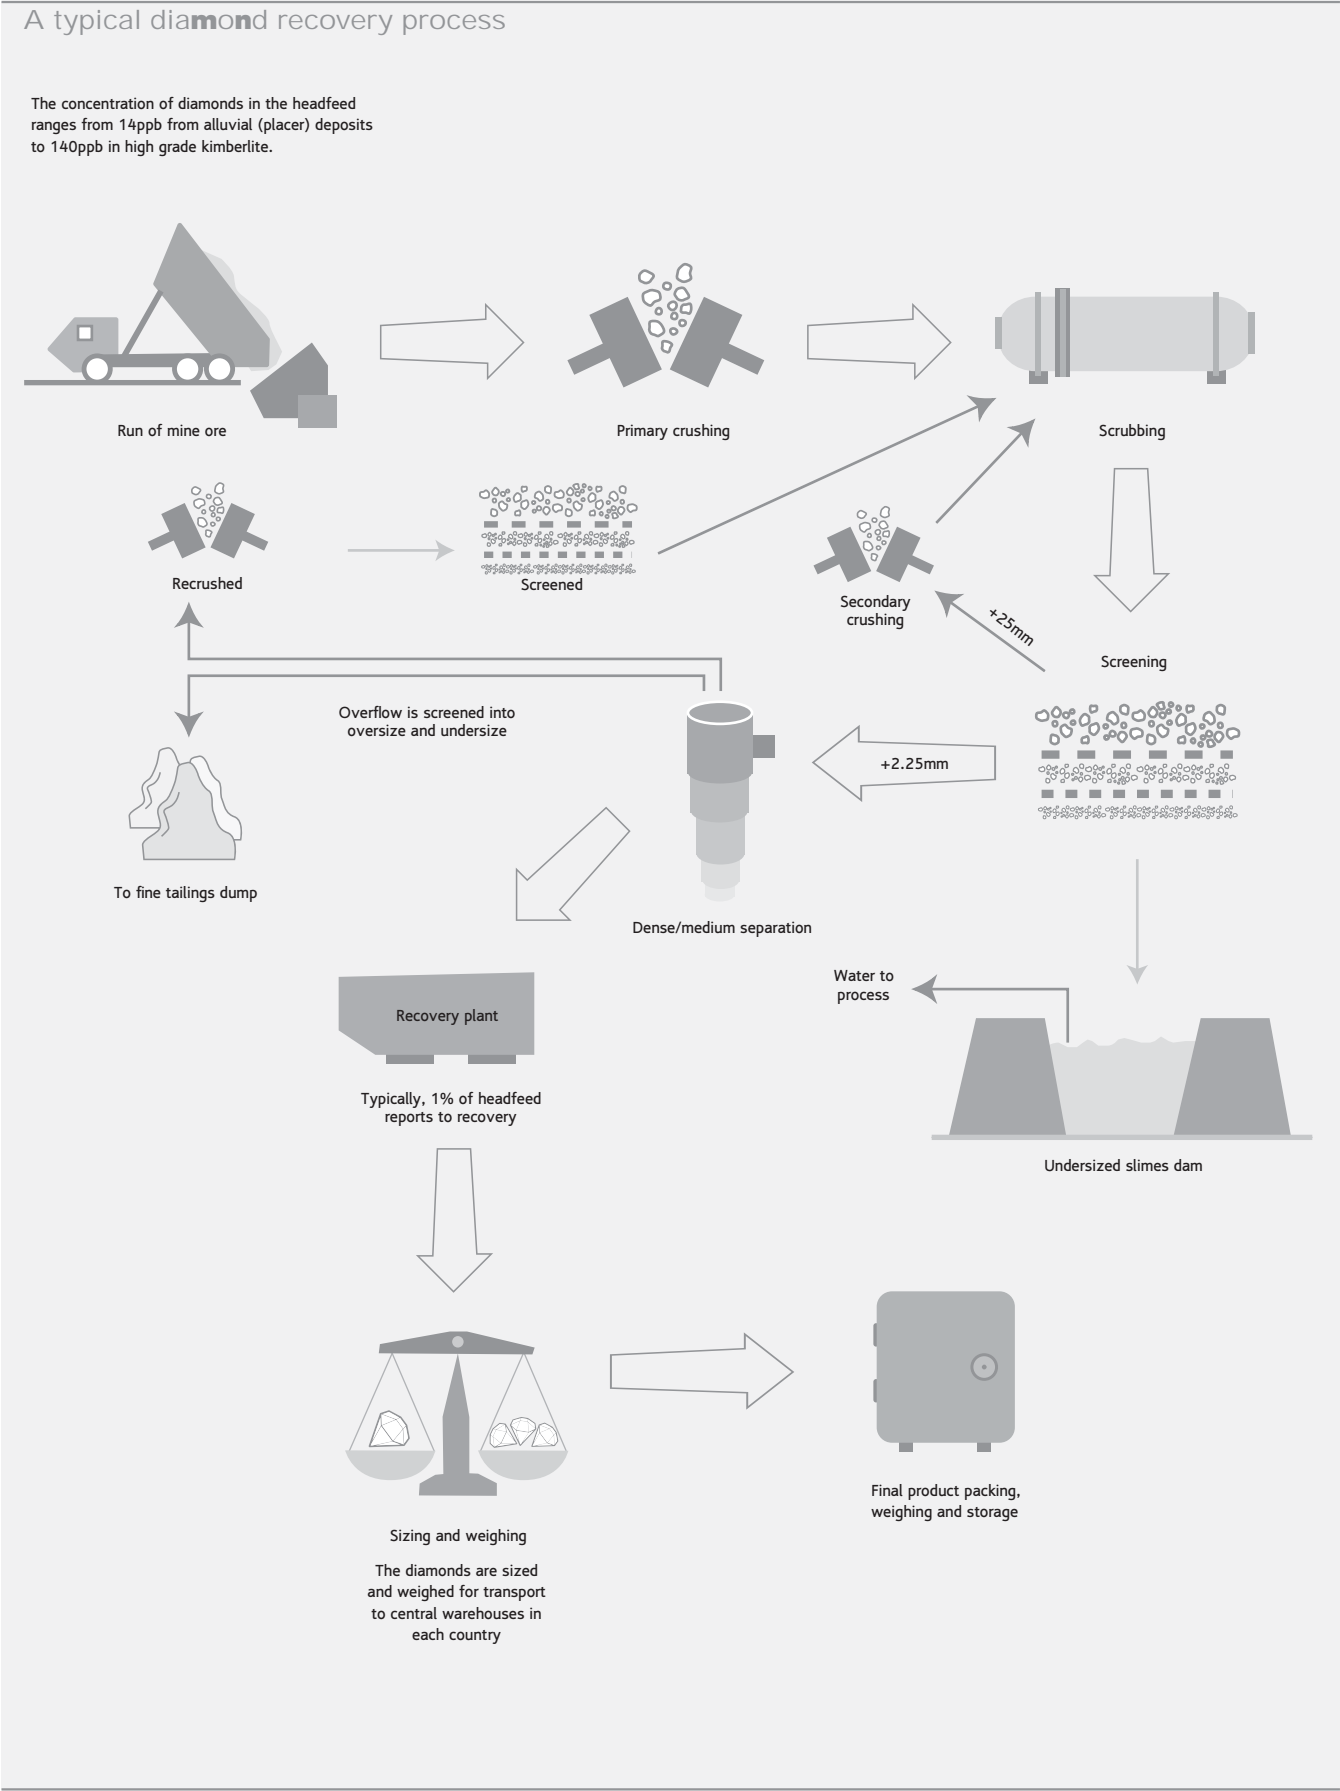 A typical diamond recovery process
The concentration of diamonds in the headfeed
ranges from 14ppb from alluvial (placer) deposits
to 140ppb in high grade kimberlite.
Run of mine ore
Primary crushing
Scrubbing
Recrushed
Screened
Secondary
crushing
+25mm
Screening
Overflow is screened into
oversize and undersize
+2.25mm
To fine tailings dump
Dense/medium separation
Water to
process
Recovery plant
Typically, 1% of headfeed
reports to recovery
Undersized slimes dam
Final product packing,
weighing and storage
Sizing and weighing
The diamonds are sized
and weighed for transport
to central warehouses in
each country